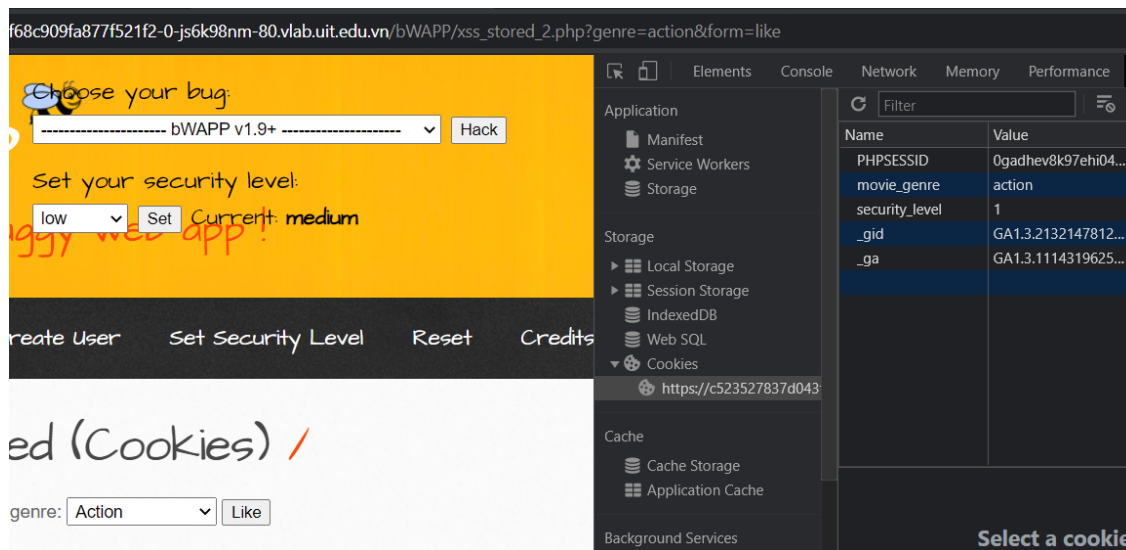 f68c909fa877f521f2-0-js6k98nm-80.vlab.uit.edu.vn/bWAPP/xss_stored_2.php?genre=action&form=like
Choose your bug:
---------------------- bWAPP v1.9+ -------------------- Hack
Set your security level:
low Set Current: medium
aggy web app !
reate User Set Security Level Reset Credits
ed (Cookies) /
genre: Action Like
Elements Console Network Memory Performance
Application
Manifest
Service Workers
Storage
Storage
Local Storage
Session Storage
IndexedDB
Web SQL
Cookies
https://c523527837d043
Cache
Cache Storage
Application Cache
Background Services
Filter
Name Value
PHPSESSID 0gadhev8k97ehi04...
movie_genre action
security_level 1
_gid GA1.3.2132147812...
_ga GA1.3.1114319625...
Select a cookie